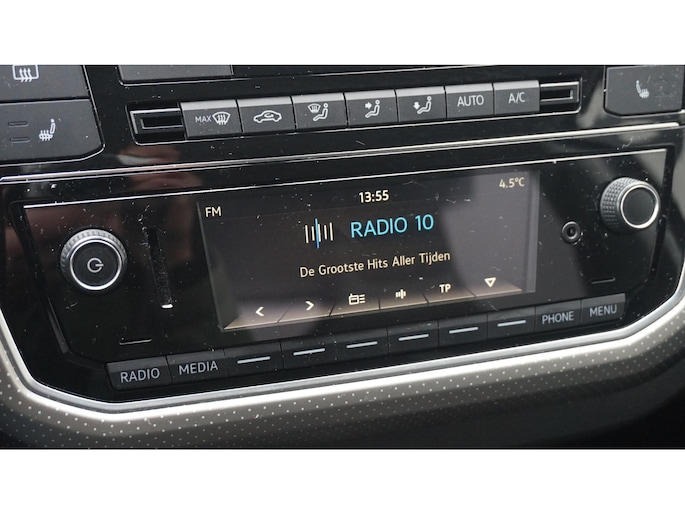 MAX
AUTO
A/C
FM
13:55
4.5°C
RADIO 10
De Grootste Hits Aller Tijden
< > TP
RADIO
MEDIA
PHONE
MENU